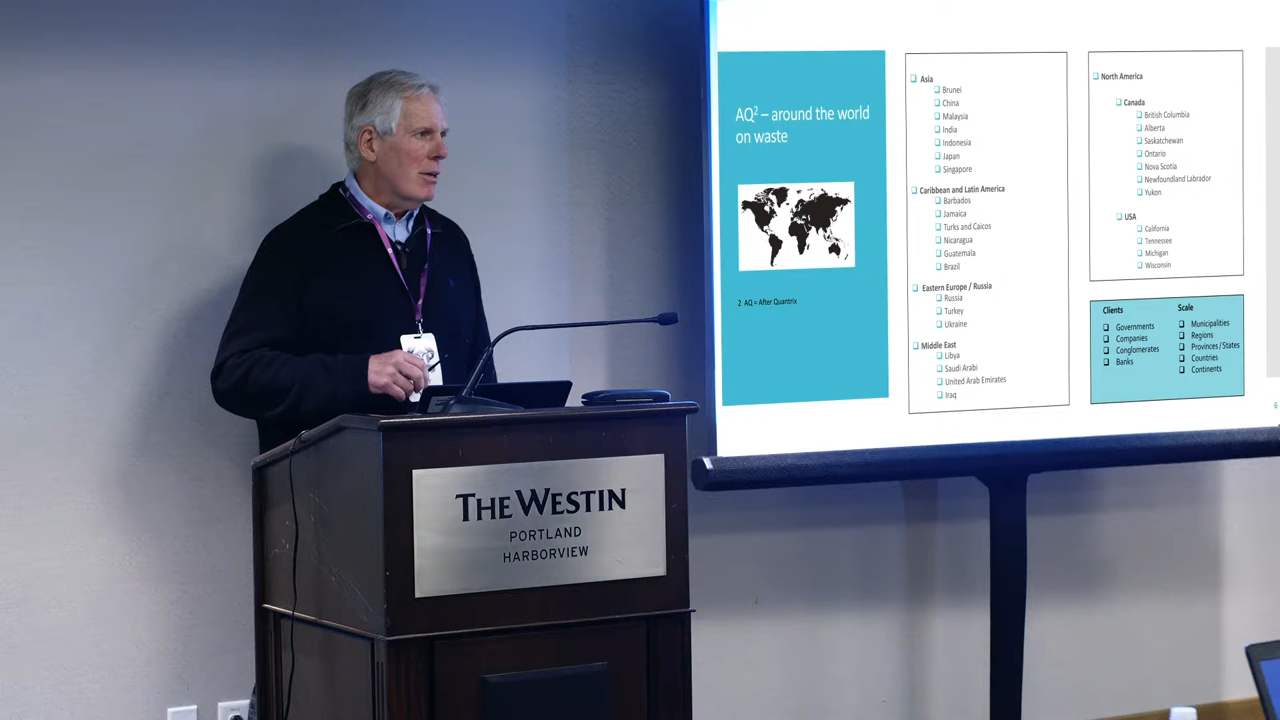 AQ2 – around the world
on waste
2 AQ = After Quantrix
Asia
Brunei
China
Malaysia
India
Indonesia
Japan
Singapore
Caribbean and Latin America
Barbados
Jamaica
Turks and Caicos
Nicaragua
Guatemala
Brazil
Eastern Europe / Russia
Russia
Turkey
Ukraine
Middle East
Libya
Saudi Arabi
United Arab Emirates
Iraq
North America
Canada
British Columbia
Alberta
Saskatchewan
Ontario
Nova Scotia
Newfoundland Labrador
Yukon
USA
California
Tennessee
Michigan
Wisconsin
Clients
Governments
Companies
Conglomerates
Banks
Scale
Municipalities
Regions
Provinces/States
Countries
Continents
6
THE WESTIN
PORTLAND
HARBORVIEW